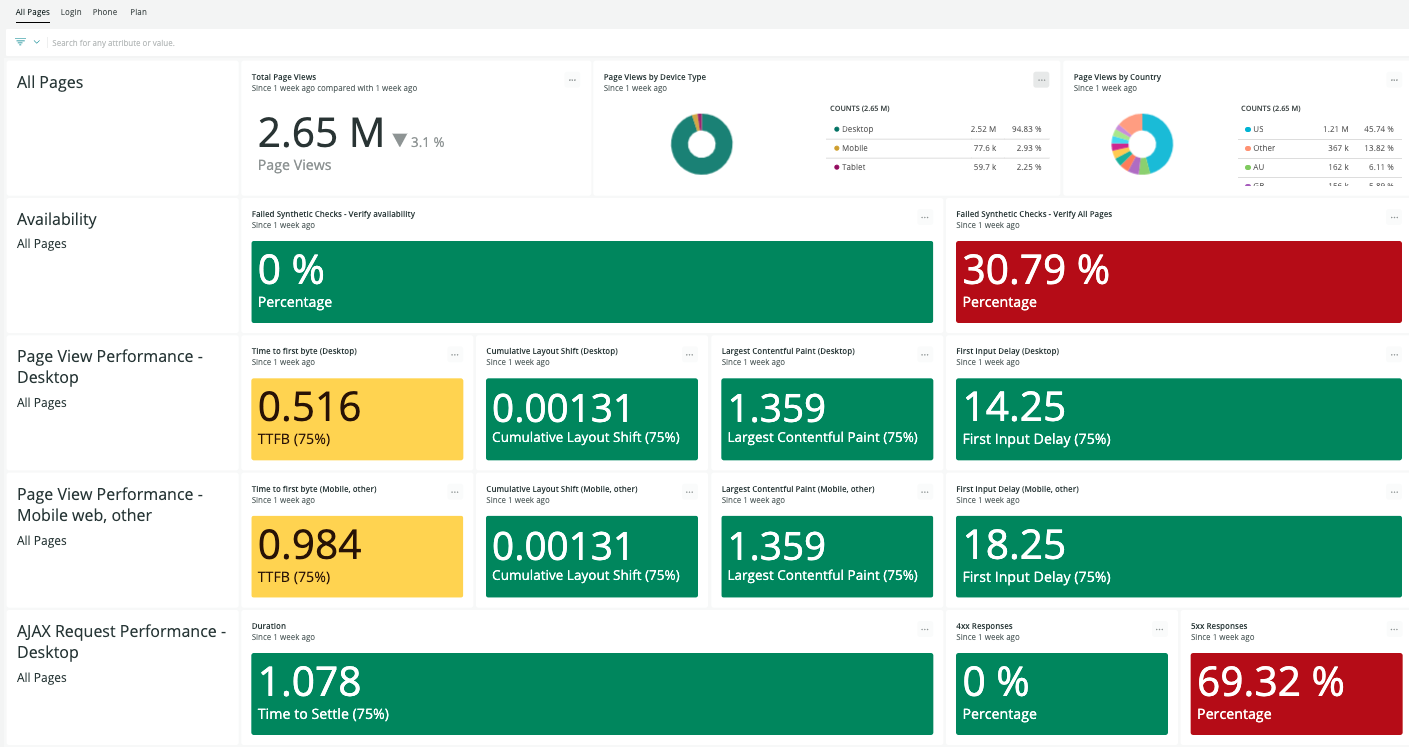 All Pages Login Phone Plan
Search for any attribute or value.
All Pages
Total Page Views
Since 1 week ago compared with 1 week ago
2.65 M 3.1 %
Page Views
Page Views by Device Type
Since 1 week ago
COUNTS (2.65 M)
Desktop 2.52 M 94.83 %
Mobile 77.6 k 2.93 %
Tablet 59.7 k 2.25 %
Page Views by Country
Since 1 week ago
COUNTS (2.65 M)
US 1.21 M 45.74 %
Other 367 k 13.82 %
AU 162 k 6.11 %
GB 156 k 5.89 %
Availability
All Pages
Failed Synthetic Checks - Verify availability
Since 1 week ago
0 %
Percentage
Failed Synthetic Checks - Verify All Pages
Since 1 week ago
30.79 %
Percentage
Page View Performance -
Desktop
All Pages
Time to first byte (Desktop)
Since 1 week ago
0.516
TTFB (75%)
Cumulative Layout Shift (Desktop)
Since 1 week ago
0.00131
Cumulative Layout Shift (75%)
Largest Contentful Paint (Desktop)
Since 1 week ago
1.359
Largest Contentful Paint (75%)
First Input Delay (Desktop)
Since 1 week ago
14.25
First Input Delay (75%)
Page View Performance -
Mobile web, other
All Pages
Time to first byte (Mobile, other)
Since 1 week ago
0.984
TTFB (75%)
Cumulative Layout Shift (Mobile, other)
Since 1 week ago
0.00131
Cumulative Layout Shift (75%)
Largest Contentful Paint (Mobile, other)
Since 1 week ago
1.359
Largest Contentful Paint (75%)
First Input Delay (Mobile, other)
Since 1 week ago
18.25
First Input Delay (75%)
AJAX Request Performance -
Desktop
All Pages
Duration
Since 1 week ago
1.078
Time to Settle (75%)
4xx Responses
Since 1 week ago
0 %
Percentage
5xx Responses
Since 1 week ago
69.32 %
Percentage